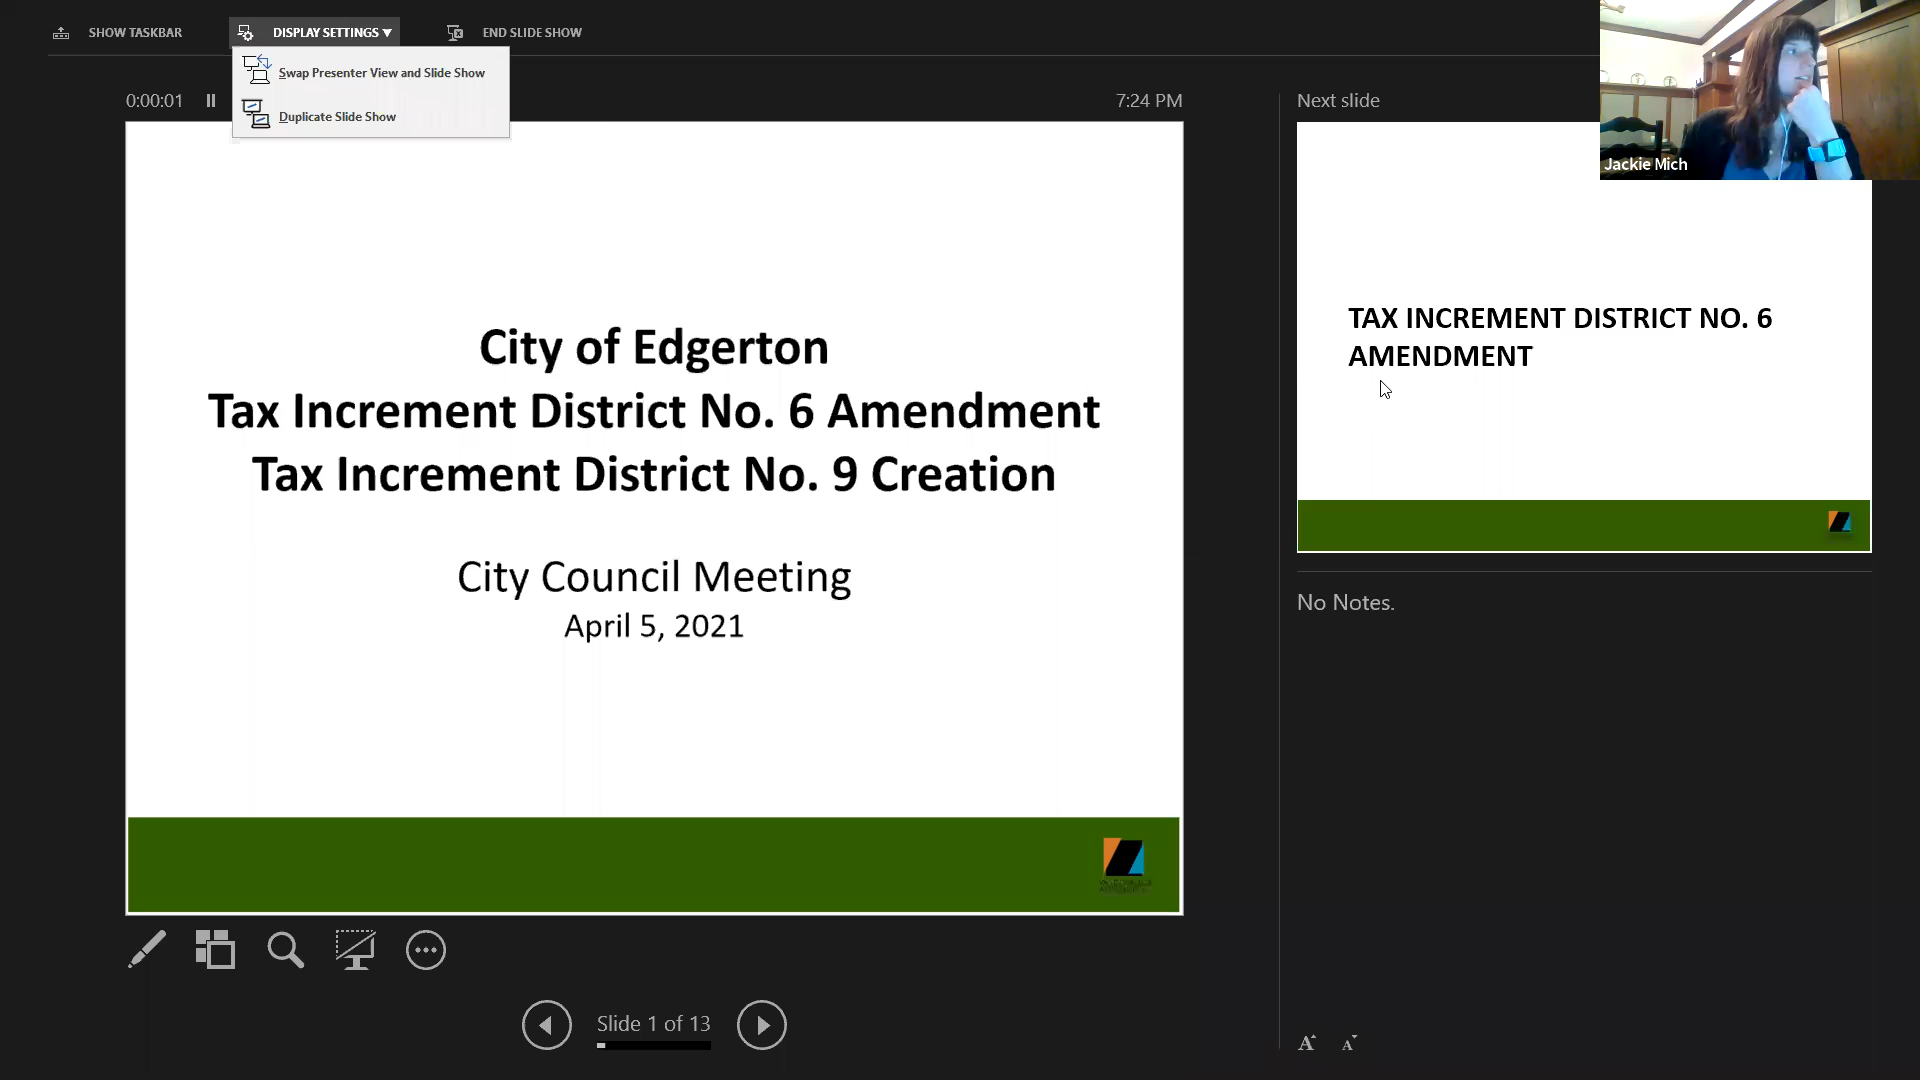 SHOW TASKBAR
DISPLAY SETTINGS ▼
END SLIDE SHOW
Swap Presenter View and Slide Show
Duplicate Slide Show
0:00:01
7:24 PM
Next slide
Jackie Mich
City of Edgerton
Tax Increment District No. 6 Amendment
Tax Increment District No. 9 Creation
City Council Meeting
April 5, 2021
TAX INCREMENT DISTRICT NO. 6
AMENDMENT
No Notes.
Slide 1 of 13
A A